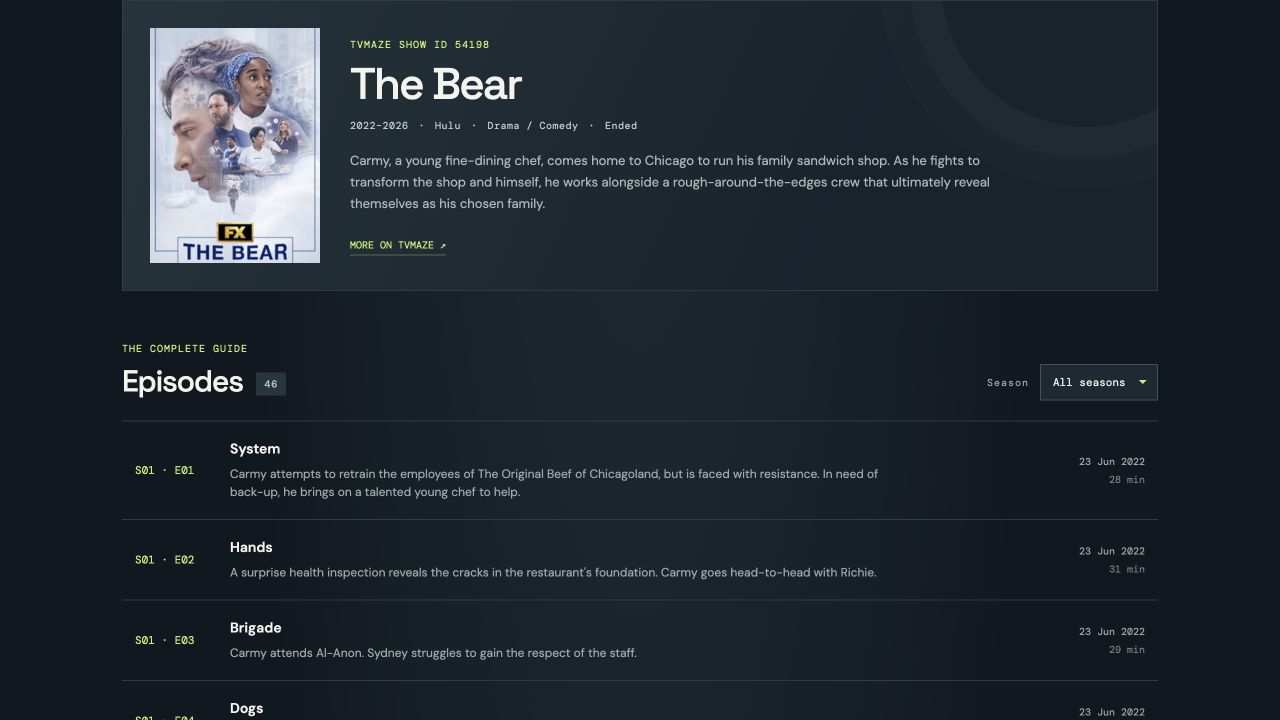 TVMAZE SHOW ID 54198
The Bear
2022–2026 · Hulu · Drama / Comedy · Ended
Carmy, a young fine-dining chef, comes home to Chicago to run his family sandwich shop. As he fights to
transform the shop and himself, he works alongside a rough-around-the-edges crew that ultimately reveal
themselves as his chosen family.
MORE ON TVMAZE ↗
FX
THE BEAR
THE COMPLETE GUIDE
Episodes 46
Season All seasons
S01 · E01
System
Carmy attempts to retrain the employees of The Original Beef of Chicagoland, but is faced with resistance. In need of
back-up, he brings on a talented young chef to help.
23 Jun 2022
28 min
S01 · E02
Hands
A surprise health inspection reveals the cracks in the restaurant's foundation. Carmy goes head-to-head with Richie.
23 Jun 2022
31 min
S01 · E03
Brigade
Carmy attends Al-Anon. Sydney struggles to gain the respect of the staff.
23 Jun 2022
29 min
S01 · E04
Dogs
23 Jun 2022